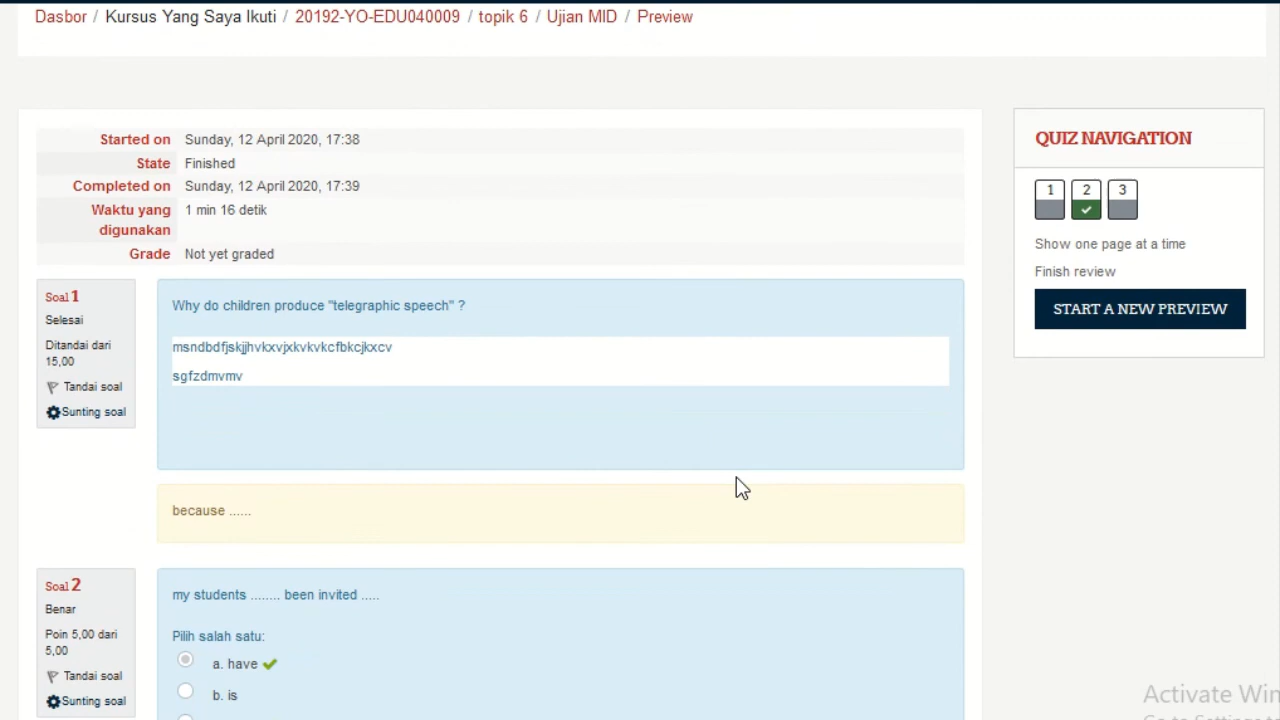 Dasbor / Kursus Yang Saya Ikuti / 20192-YO-EDU040009 / topik 6 / Ujian MID / Preview
Started on Sunday, 12 April 2020, 17:38
State Finished
Completed on Sunday, 12 April 2020, 17:39
Waktu yang digunakan 1 min 16 detik
Grade Not yet graded
QUIZ NAVIGATION
1 2 3
Show one page at a time
Finish review
START A NEW PREVIEW
Soal 1
Selesai
Ditandai dari
15,00
Tandai soal
Sunting soal
Why do children produce "telegraphic speech" ?
msndbdfjskjjhvkxvjxkvkvkcfbkcjkxcv
sgfzdmvmv
because ......
Soal 2
Benar
Poin 5,00 dari
5,00
Tandai soal
Sunting soal
my students ........ been invited .....
Pilih salah satu:
a. have
b. is
Activate Win